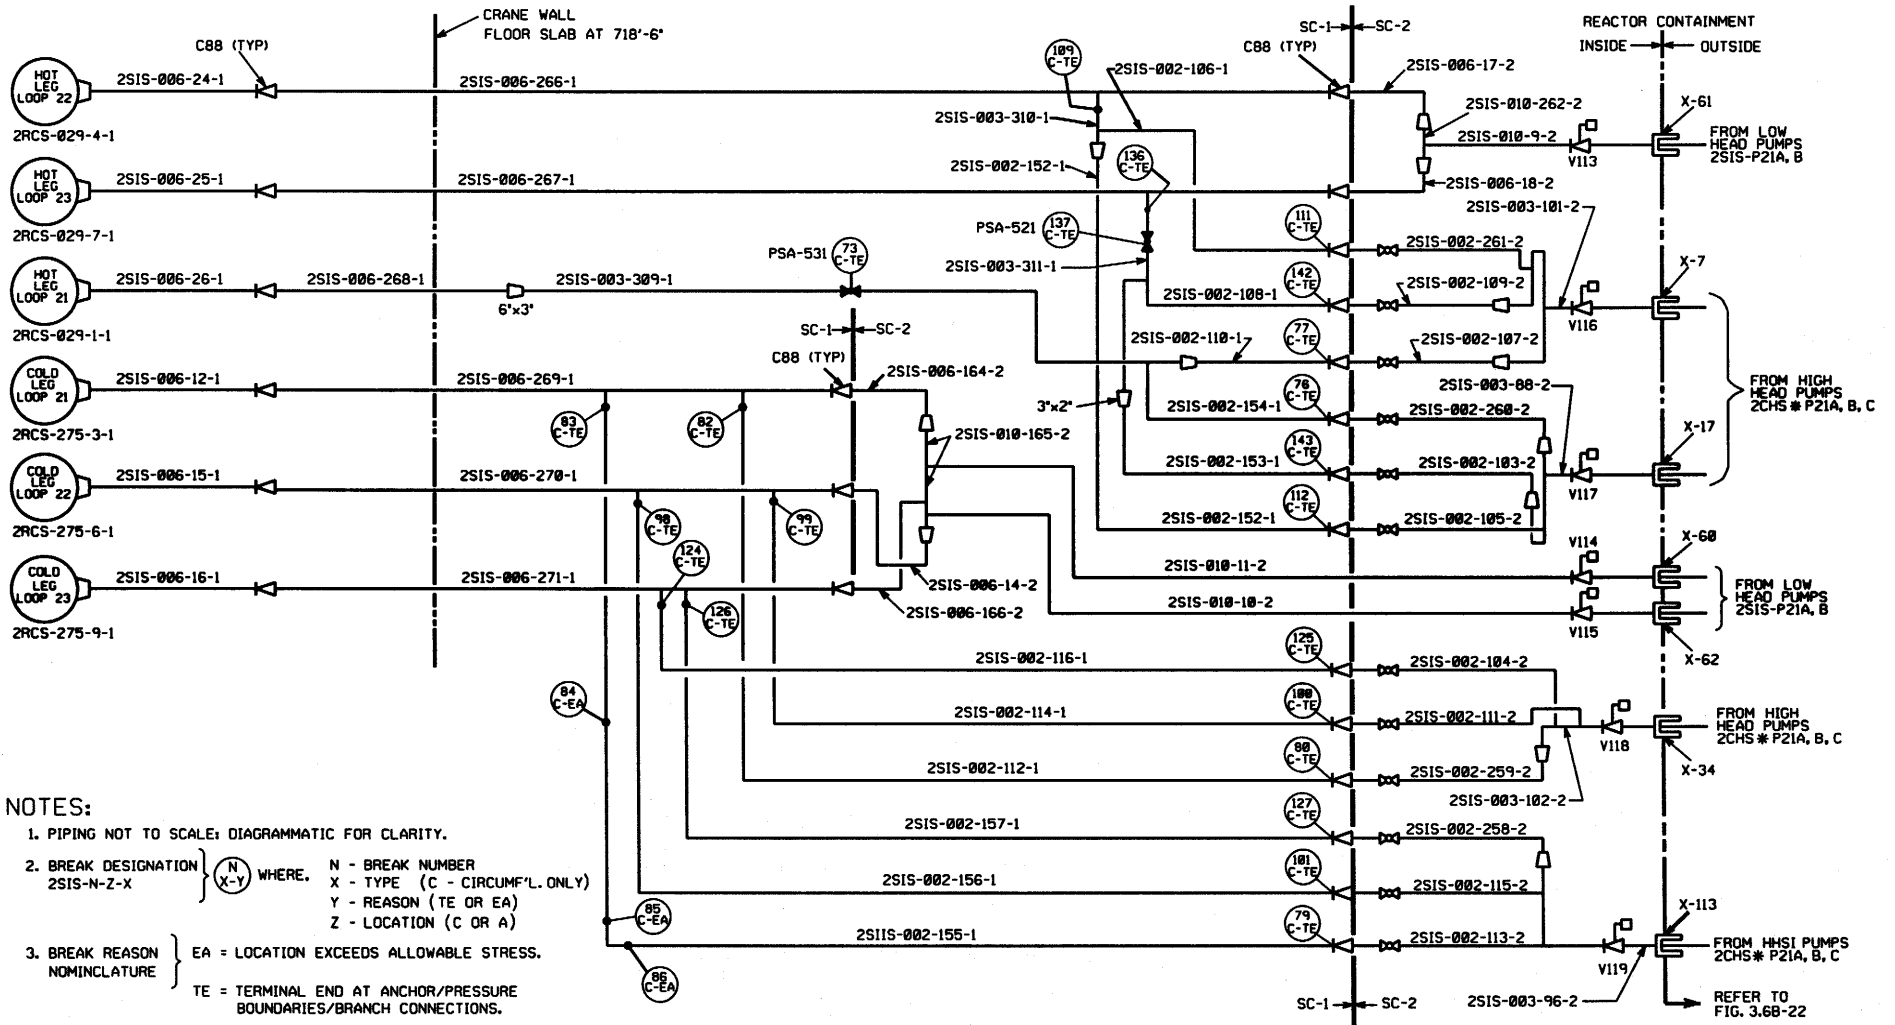 CRANE WALL
FLOOR SLAB AT 718'-6"
SC-1 SC-2
REACTOR CONTAINMENT
INSIDE OUTSIDE
C88 (TYP)
C88 (TYP)
109
C-TE
HOT
LEG
LOOP 22
2SIS-006-24-1
2SIS-006-266-1
2SIS-002-106-1
2SIS-006-17-2
2SIS-010-262-2
X-61
2RCS-029-4-1
2SIS-003-310-1
2SIS-010-9-2
V113
FROM LOW
HEAD PUMPS
2SIS-P21A, B
136
C-TE
2SIS-002-152-1
HOT
LEG
LOOP 23
2SIS-006-25-1
2SIS-006-267-1
2SIS-006-18-2
2RCS-029-7-1
2SIS-003-101-2
PSA-521
137
C-TE
111
C-TE
2SIS-002-261-2
PSA-531
73
C-TE
2SIS-003-311-1
X-7
HOT
LEG
LOOP 21
2SIS-006-26-1
2SIS-006-268-1
2SIS-003-309-1
6"x3"
142
C-TE
2SIS-002-108-1
2SIS-002-109-2
V116
2RCS-029-1-1
SC-1 SC-2
77
C-TE
2SIS-002-110-1
2SIS-002-107-2
C88 (TYP)
2SIS-006-164-2
COLD
LEG
LOOP 21
2SIS-006-12-1
2SIS-006-269-1
76
C-TE
2SIS-003-88-2
FROM HIGH
HEAD PUMPS
2CHS*P21A, B, C
3"x2"
2SIS-002-154-1
2SIS-002-260-2
2RCS-275-3-1
83
C-TE
82
C-TE
2SIS-010-165-2
143
C-TE
X-17
COLD
LEG
LOOP 22
2SIS-006-15-1
2SIS-006-270-1
2SIS-002-153-1
2SIS-002-103-2
V117
112
C-TE
2RCS-275-6-1
98
C-TE
99
C-TE
2SIS-002-152-1
2SIS-002-105-2
124
C-TE
V114
X-60
2SIS-010-11-2
COLD
LEG
LOOP 23
2SIS-006-16-1
2SIS-006-271-1
2SIS-006-14-2
FROM LOW
HEAD PUMPS
2SIS-P21A, B
126
C-TE
2SIS-006-166-2
2SIS-010-10-2
V115
2RCS-275-9-1
X-62
125
C-TE
2SIS-002-116-1
2SIS-002-104-2
84
C-EA
100
C-TE
2SIS-002-114-1
2SIS-002-111-2
V118
FROM HIGH
HEAD PUMPS
2CHS*P21A, B, C
80
C-TE
2SIS-002-112-1
2SIS-002-259-2
X-34
2SIS-003-102-2
127
C-TE
2SIS-002-157-1
2SIS-002-258-2
101
C-TE
2SIS-002-156-1
2SIS-002-115-2
85
C-EA
79
C-TE
X-113
2SIIS-002-155-1
2SIS-002-113-2
FROM HHSI PUMPS
2CHS*P21A, B, C
V119
86
C-EA
SC-1 SC-2
2SIS-003-96-2
REFER TO
FIG. 3.6B-22
NOTES:
1. PIPING NOT TO SCALE: DIAGRAMMATIC FOR CLARITY.
2. BREAK DESIGNATION
2SIS-N-Z-X
N
X-Y
WHERE.
N - BREAK NUMBER
X - TYPE (C - CIRCUMF'L. ONLY)
Y - REASON (TE OR EA)
Z - LOCATION (C OR A)
3. BREAK REASON
NOMINCLATURE
EA = LOCATION EXCEEDS ALLOWABLE STRESS.
TE = TERMINAL END AT ANCHOR/PRESSURE
BOUNDARIES/BRANCH CONNECTIONS.